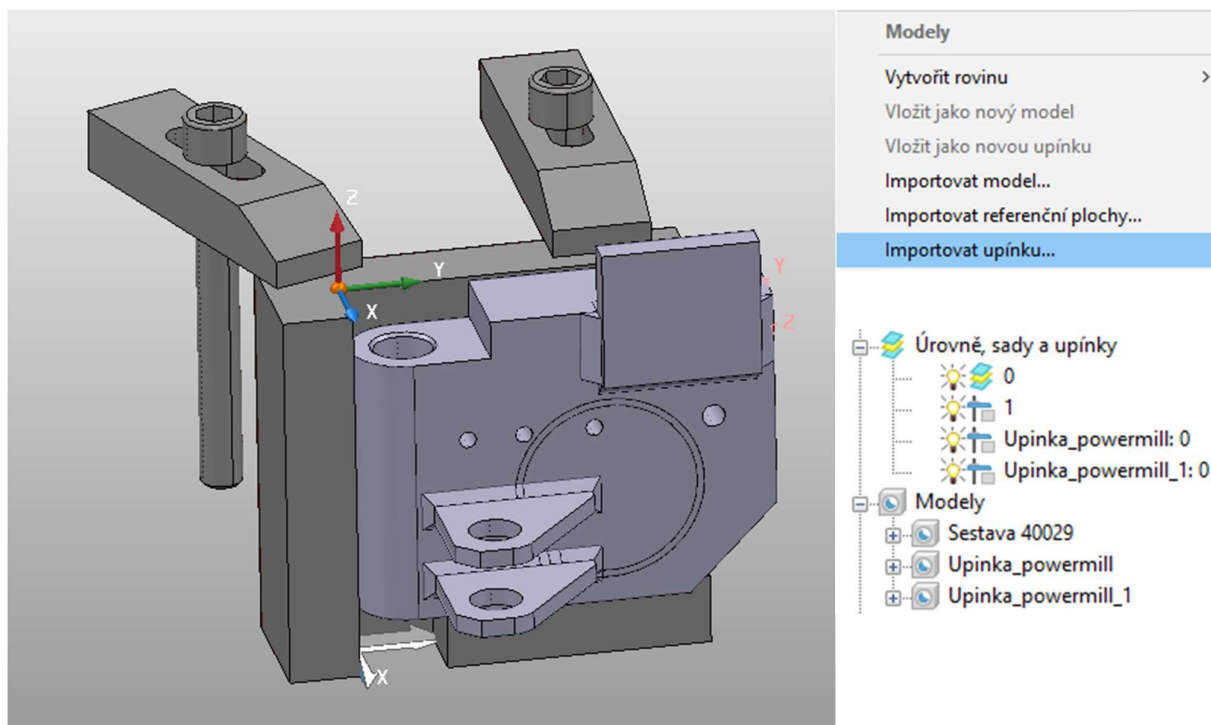 Z
Y
X
Y
Z
X
Modely
Vytvořit rovinu
Vložit jako nový model
Vložit jako novou upínku
Importovat model...
Importovat referenční plochy...
Importovat upínku...
Úrovně, sady a upínky
0
1
Upinka_powermill: 0
Upinka_powermill_1: 0
Modely
Sestava 40029
Upinka_powermill
Upinka_powermill_1